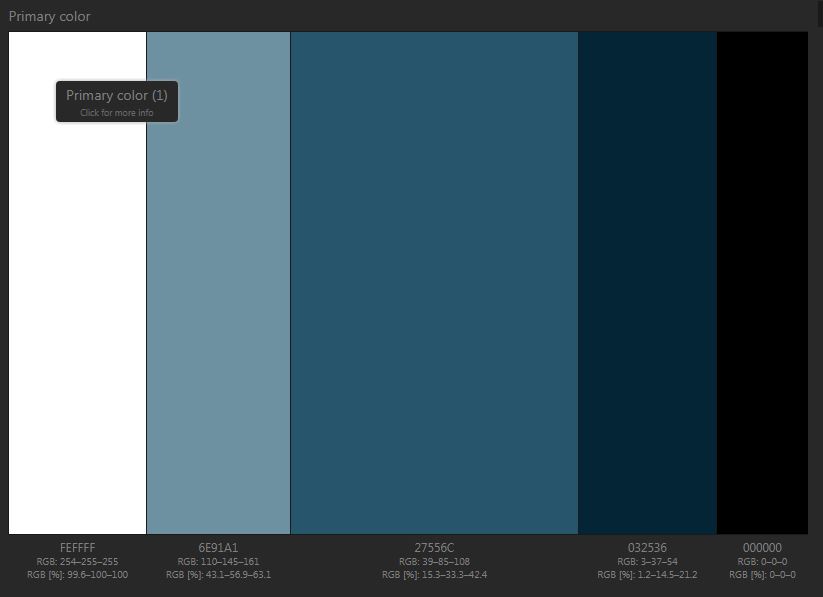 Primary color
Primary color (1)
Click for more info
FEFFFF
RGB: 254–255–255
RGB [%]: 99.6–100–100
6E91A1
RGB: 110–145–161
RGB [%]: 43.1–56.9–63.1
27556C
RGB: 39–85–108
RGB [%]: 15.3–33.3–42.4
032536
RGB: 3–37–54
RGB [%]: 1.2–14.5–21.2
000000
RGB: 0–0–0
RGB [%]: 0–0–0